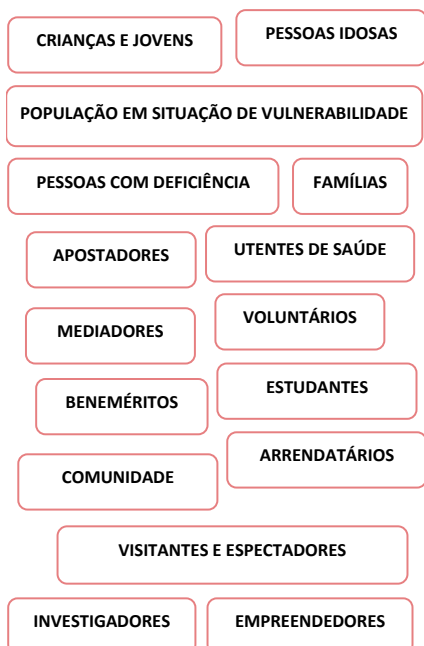 CRIANÇAS E JOVENS
PESSOAS IDOSAS
POPULAÇÃO EM SITUAÇÃO DE VULNERABILIDADE
PESSOAS COM DEFICIÊNCIA
FAMÍLIAS
APOSTADORES
UTENTES DE SAÚDE
MEDIADORES
VOLUNTÁRIOS
BENEMÉRITOS
ESTUDANTES
COMUNIDADE
ARRENDATÁRIOS
VISITANTES E ESPECTADORES
INVESTIGADORES
EMPREENDEDORES